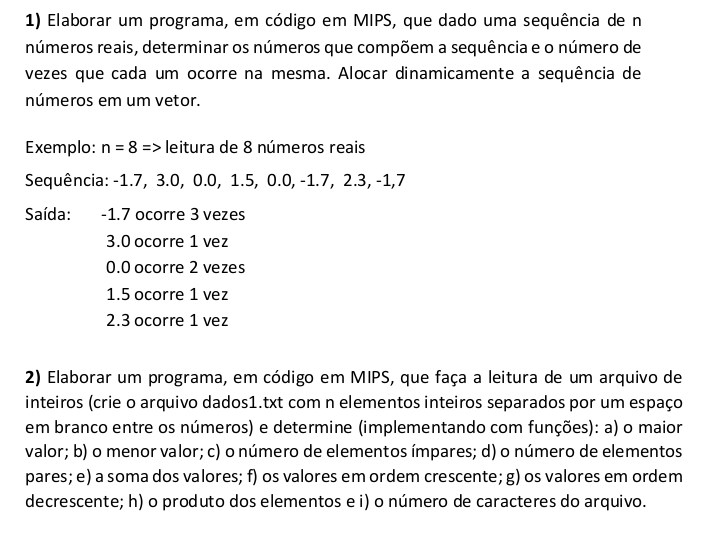 1) Elaborar um programa, em código em MIPS, que dado uma sequência de n
números reais, determinar os números que compõem a sequência e o número de
vezes que cada um ocorre na mesma. Alocar dinamicamente a sequência de
números em um vetor.
Exemplo: n = 8 => leitura de 8 números reais
Sequência: -1.7, 3.0, 0.0, 1.5, 0.0, -1.7, 2.3, -1,7
Saída: -1.7 ocorre 3 vezes
3.0 ocorre 1 vez
0.0 ocorre 2 vezes
1.5 ocorre 1 vez
2.3 ocorre 1 vez
2) Elaborar um programa, em código em MIPS, que faça a leitura de um arquivo de
inteiros (crie o arquivo dados1.txt com n elementos inteiros separados por um espaço
em branco entre os números) e determine (implementando com funções): a) o maior
valor; b) o menor valor; c) o número de elementos ímpares; d) o número de elementos
pares; e) a soma dos valores; f) os valores em ordem crescente; g) os valores em ordem
decrescente; h) o produto dos elementos e i) o número de caracteres do arquivo.